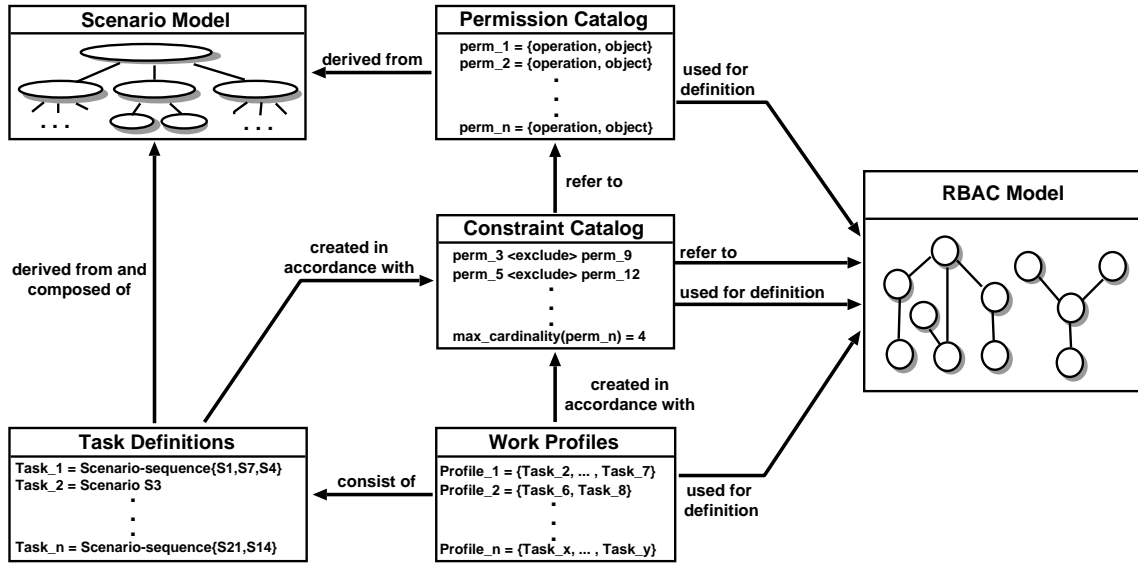 Scenario Model
. . .
. . .
derived from
Permission Catalog
perm_1 = {operation, object}
perm_2 = {operation, object}
.
.
.
perm_n = {operation, object}
used for
definition
refer to
RBAC Model
derived from and
composed of
created in
accordance with
Constraint Catalog
perm_3 <exclude> perm_9
perm_5 <exclude> perm_12
.
.
.
max_cardinality(perm_n) = 4
refer to
used for definition
created in
accordance with
Task Definitions
Task_1 = Scenario-sequence{S1,S7,S4}
Task_2 = Scenario S3
.
.
.
Task_n = Scenario-sequence{S21,S14}
consist of
Work Profiles
Profile_1 = {Task_2, ... , Task_7}
Profile_2 = {Task_6, Task_8}
.
.
.
Profile_n = {Task_x, ... , Task_y}
used for
definition